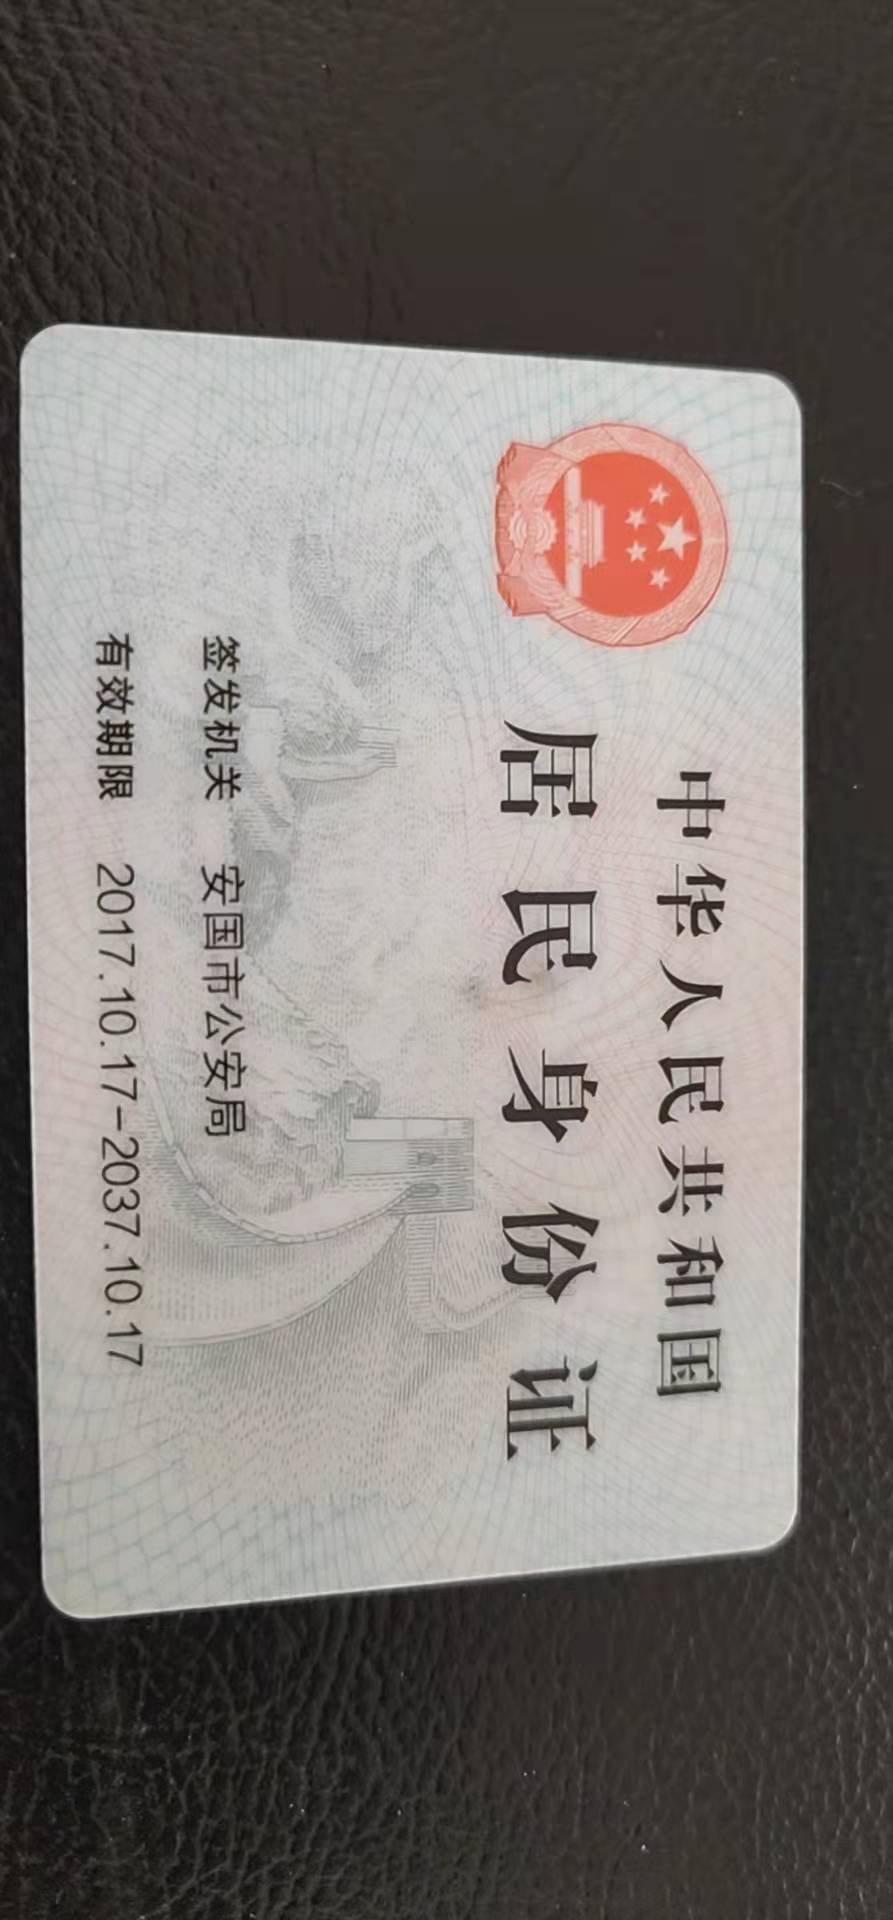 中华人民共和国
居民身份证
签发机关 安国市公安局
有效期限 2017.10.17-2037.10.17